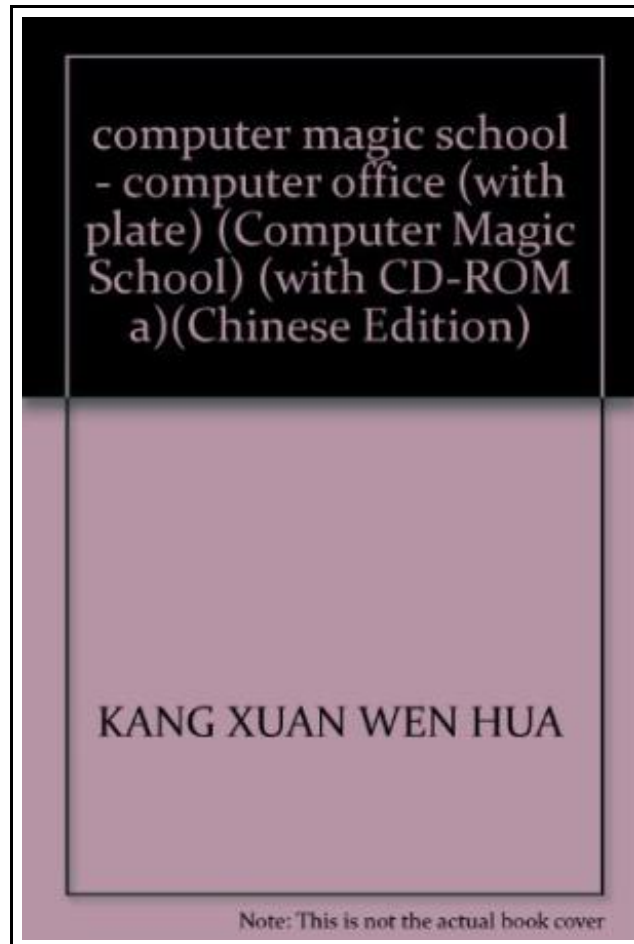 computer magic school
- computer office (with
plate) (Computer Magic
School) (with CD-ROM
a)(Chinese Edition)
KANG XUAN WEN HUA
Note: This is not the actual book cover